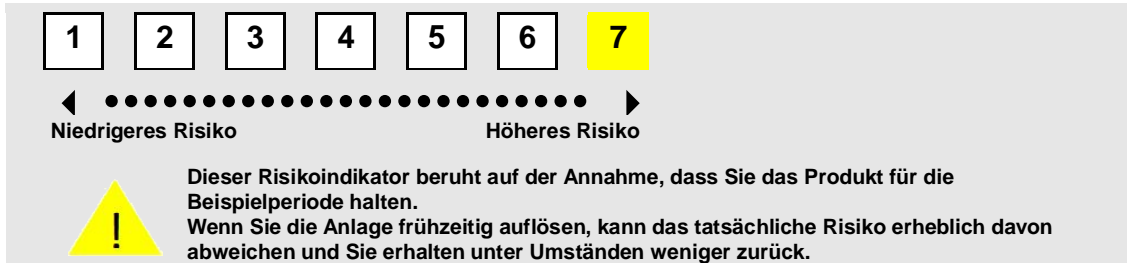 1 2 3 4 5 6 7
Niedrigeres Risiko Höheres Risiko
Dieser Risikoindikator beruht auf der Annahme, dass Sie das Produkt für die
Beispielperiode halten.
! Wenn Sie die Anlage frühzeitig auflösen, kann das tatsächliche Risiko erheblich davon
abweichen und Sie erhalten unter Umständen weniger zurück.